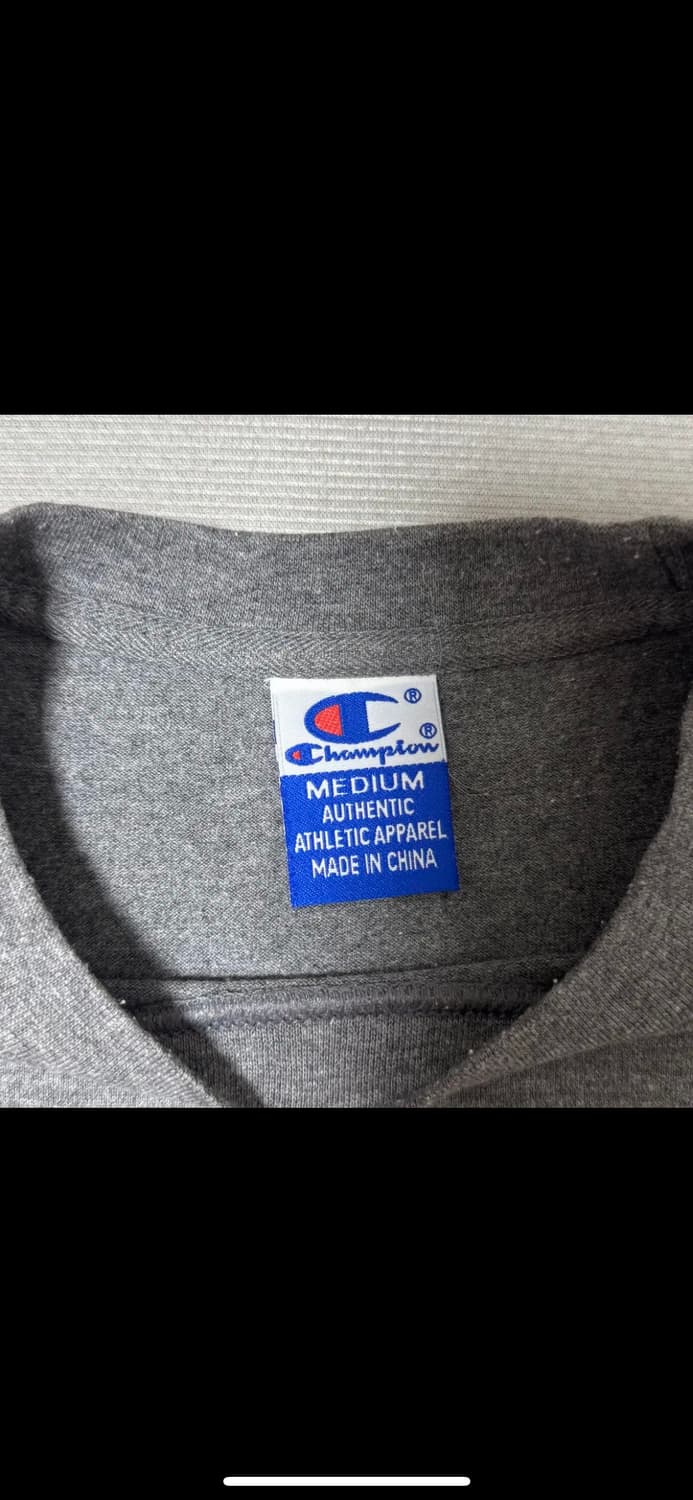 ®
Champion®
MEDIUM
AUTHENTIC
ATHLETIC APPAREL
MADE IN CHINA